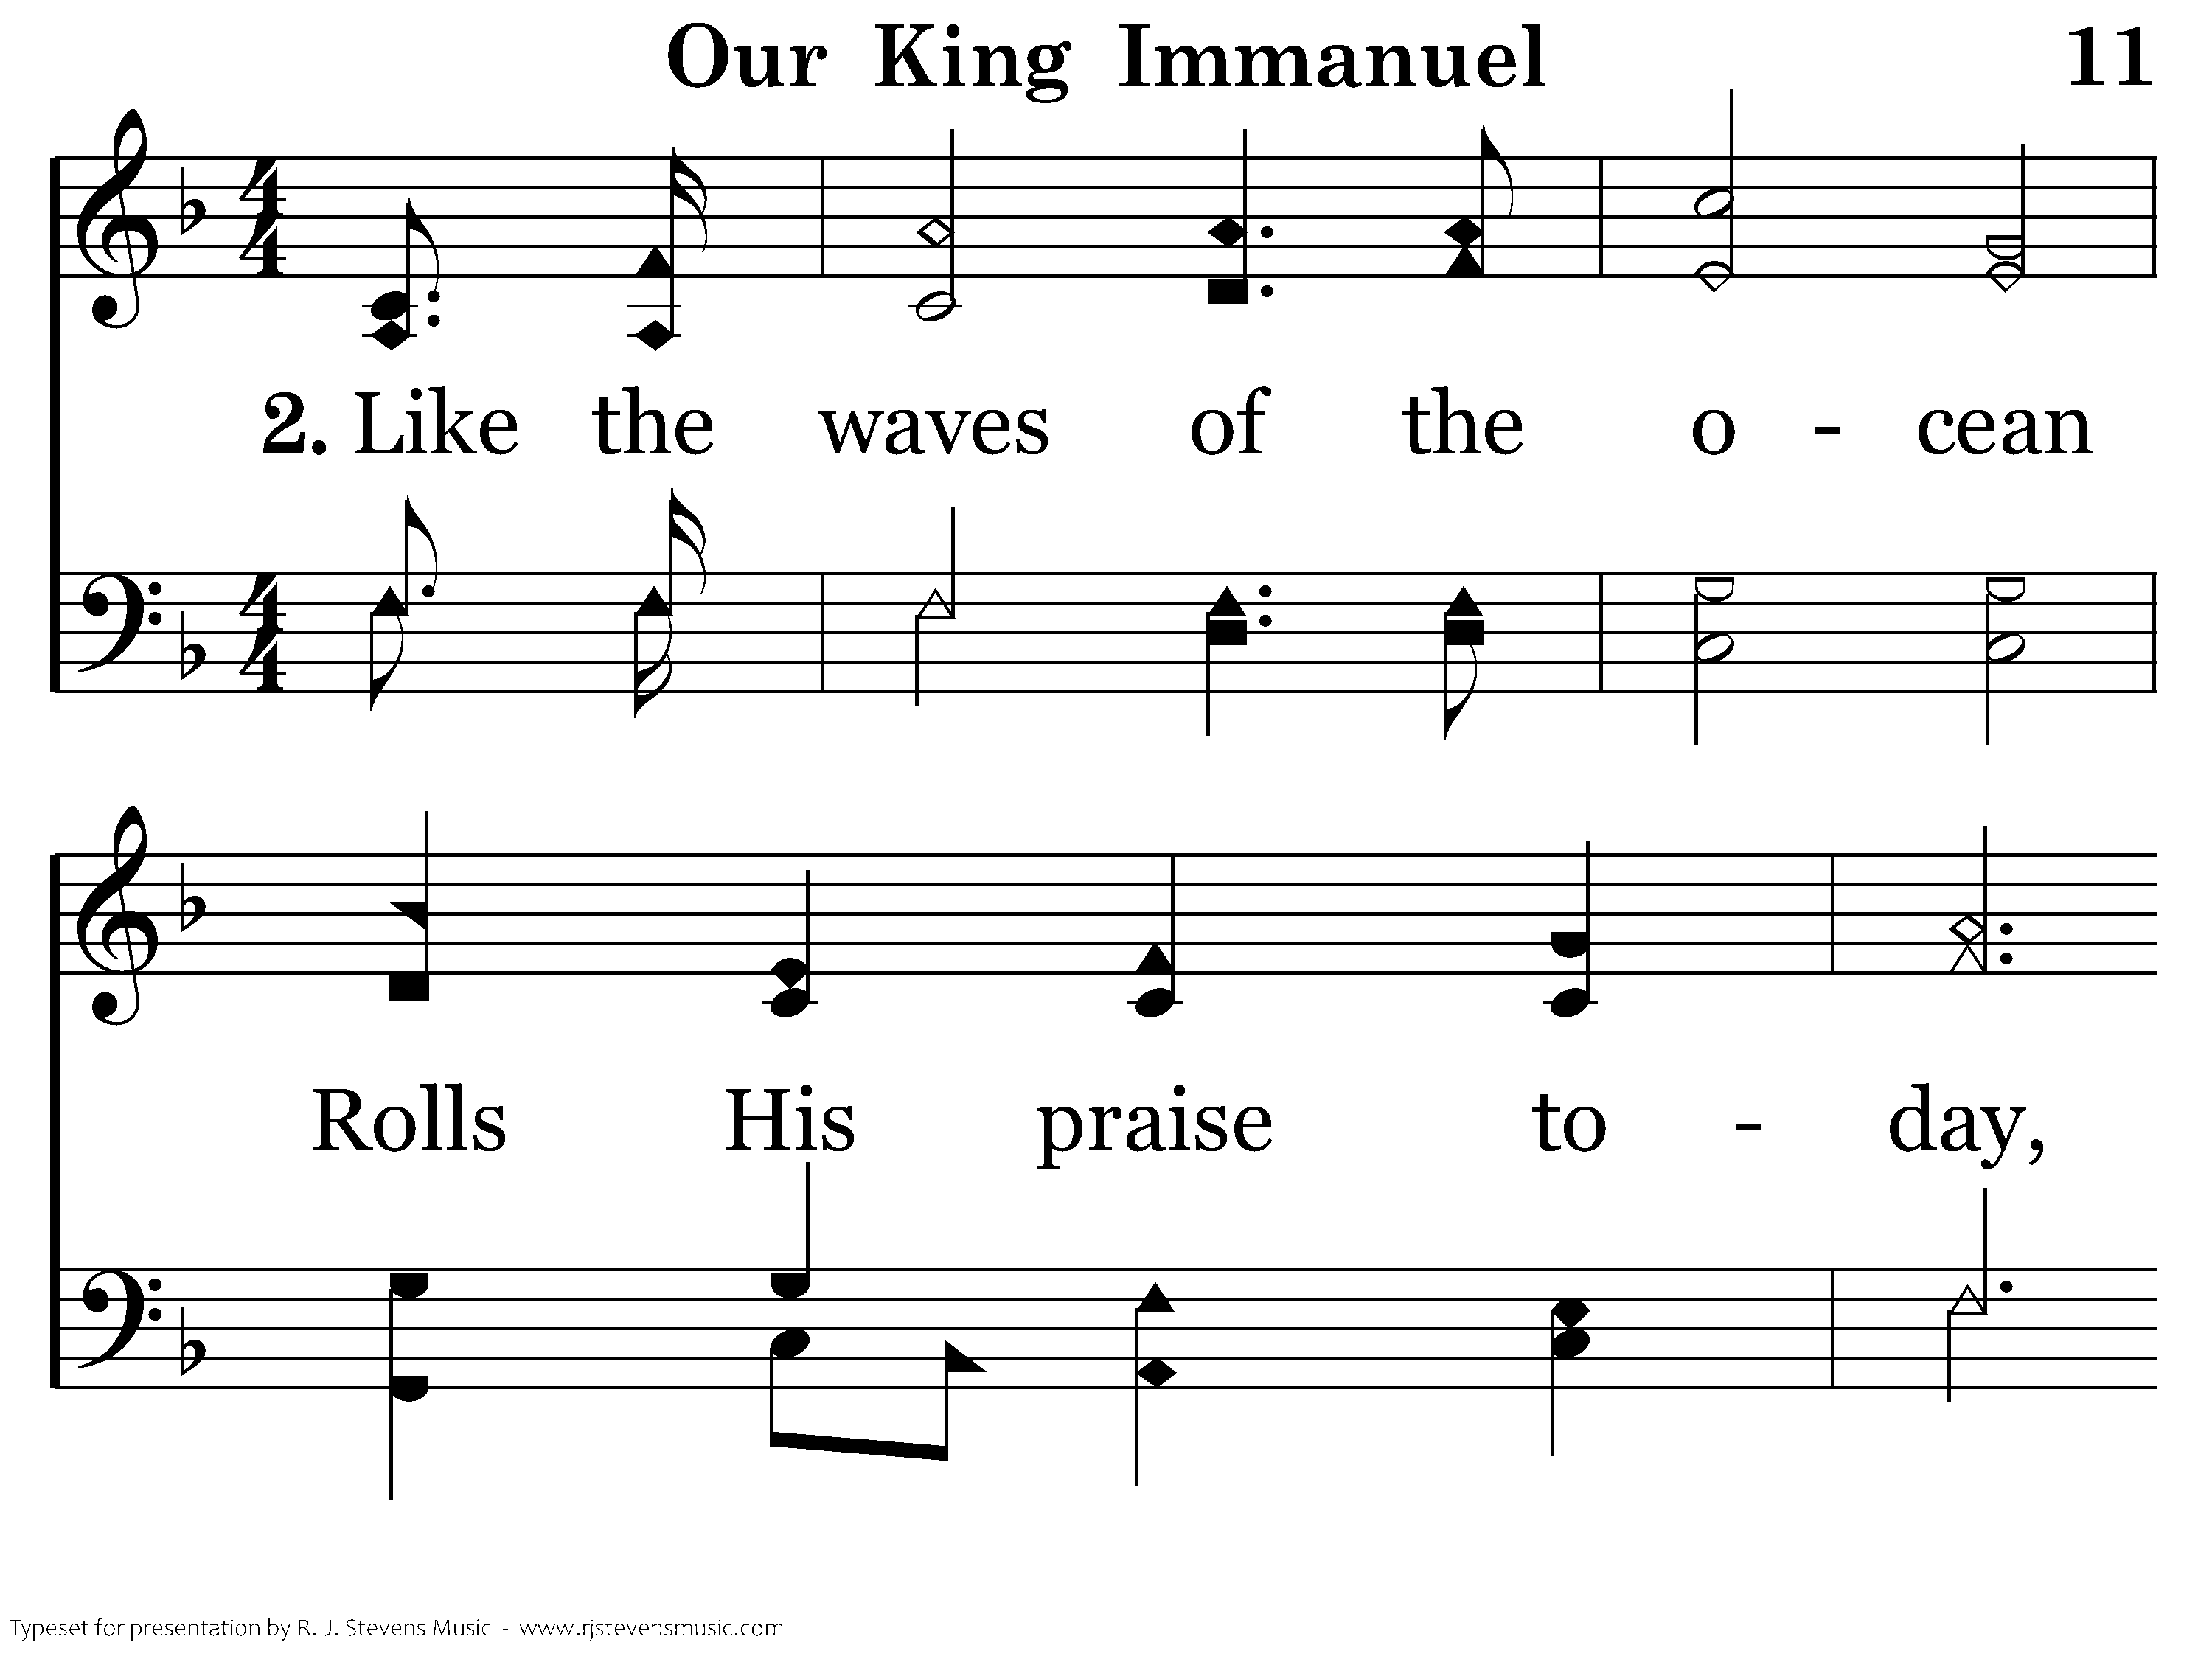 Our King Immanuel 11
2. Like the waves of the o - cean
Rolls His praise to - day,
Typeset for presentation by R. J. Stevens Music - www.rjstevensmusic.com